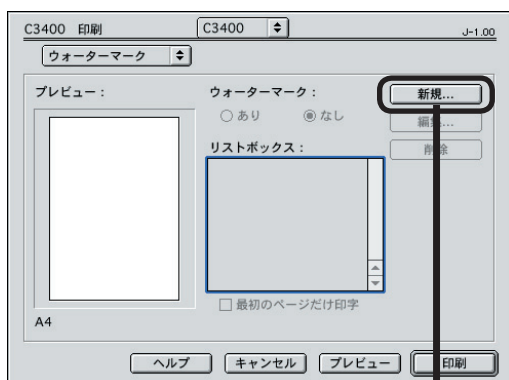 C3400 印刷 C3400 J-1.00
ウォーターマーク
プレビュー： ウォーターマーク： 新規...
あり なし 編集...
リストボックス： 削除
最初のページだけ印字
A4
ヘルプ キャンセル プレビュー 印刷